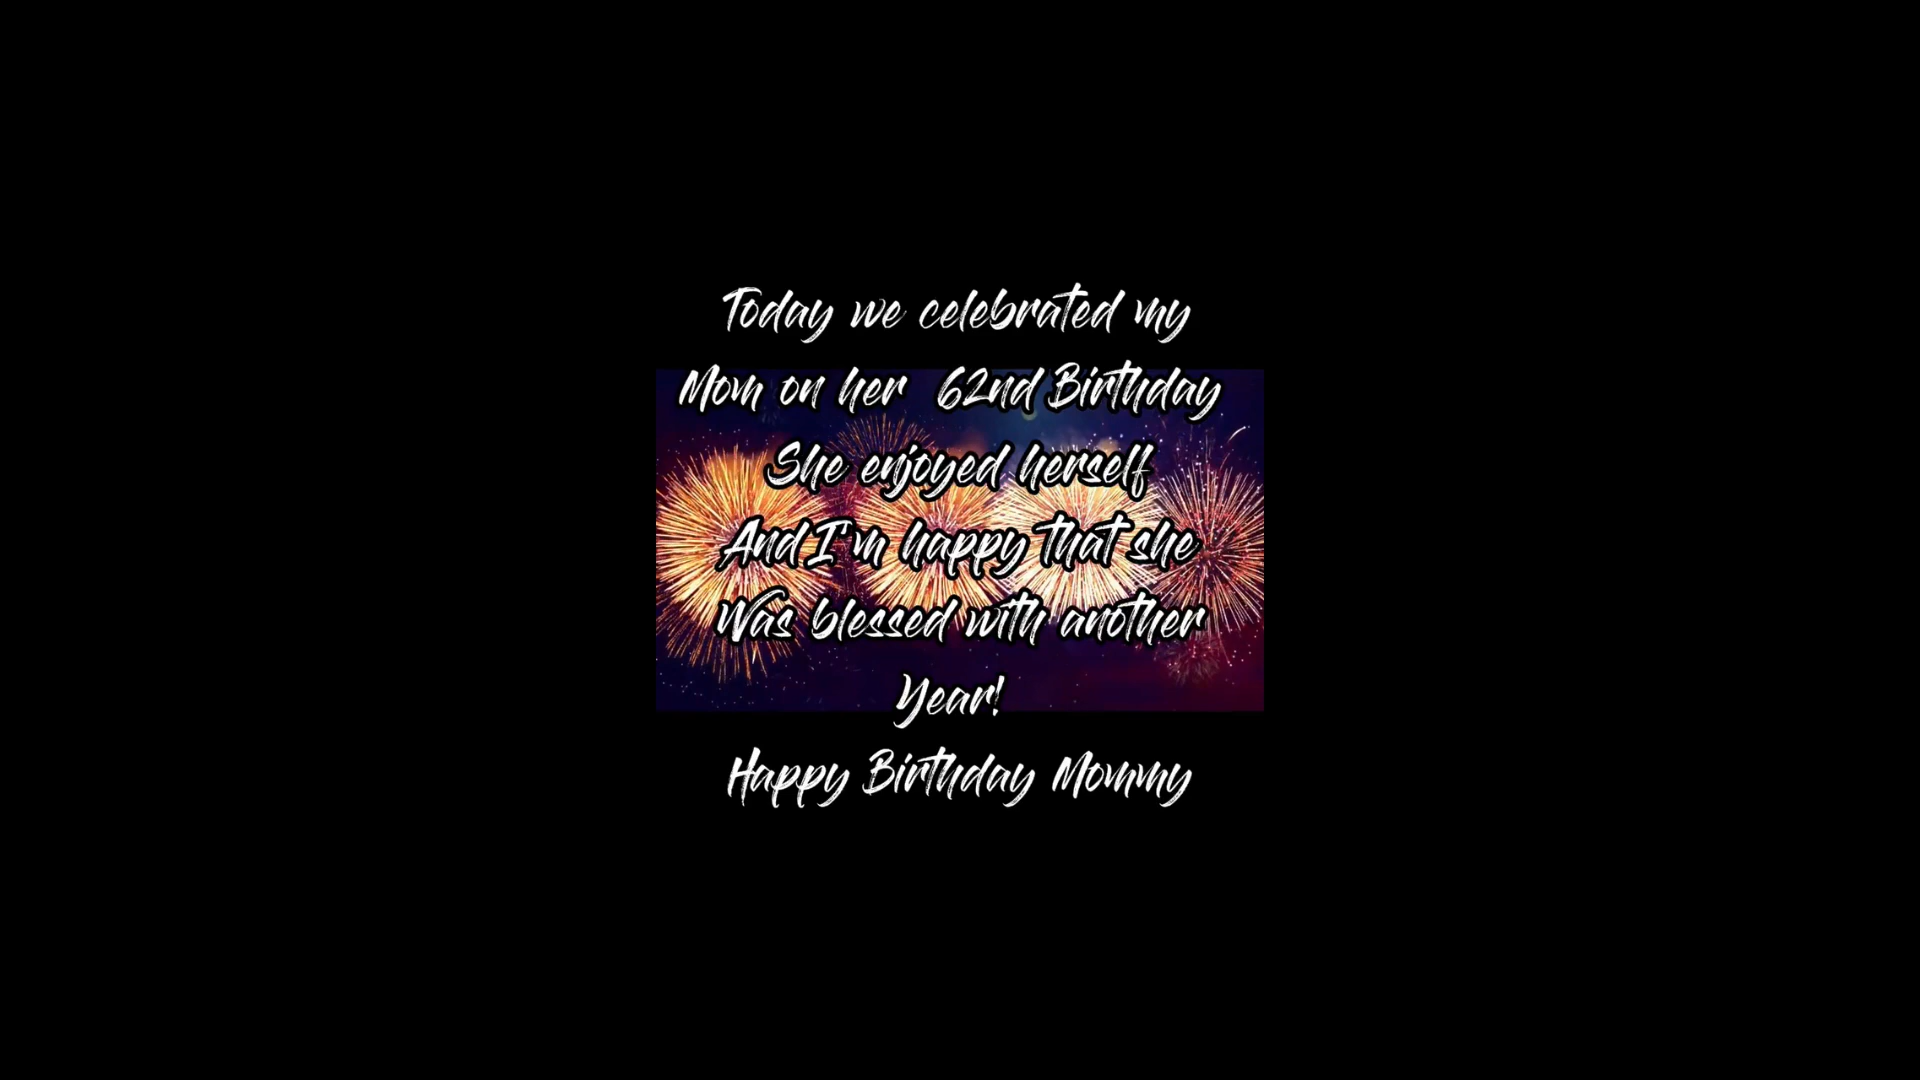 Today we celebrated my
Mom on her 62nd Birthday
She enjoyed herself
And I'm happy that she
Was blessed with another
Year!
Happy Birthday Mommy